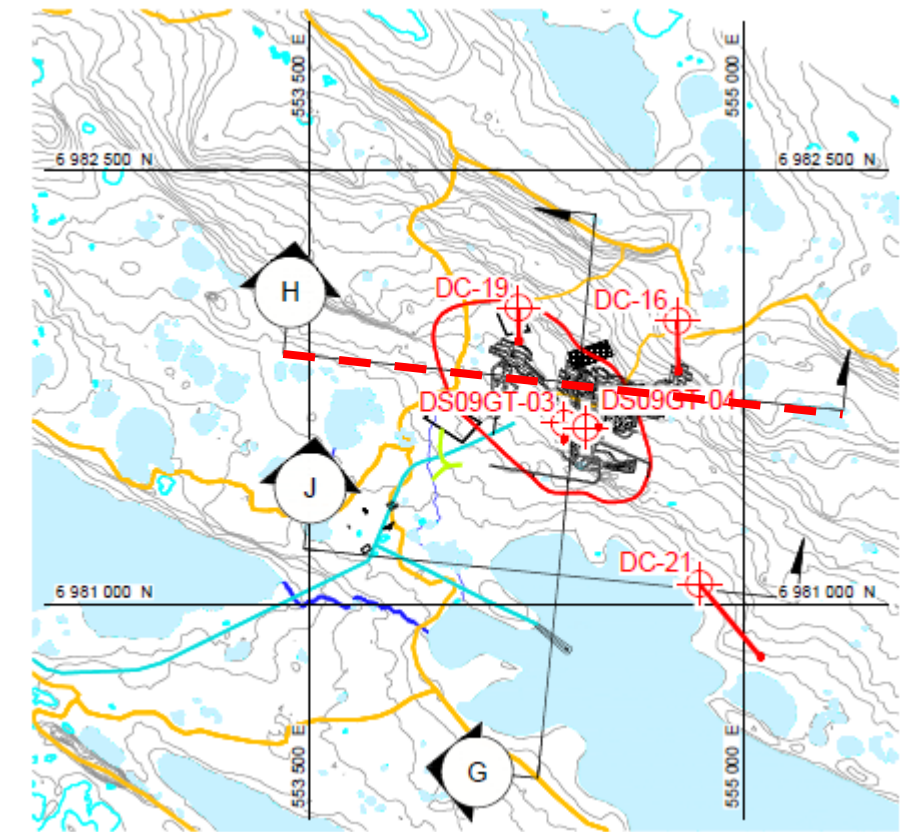 553 500 E
555 000 E
6 982 500 N
6 982 500 N
H
DC-19
DC-16
DS09GT-03
DS09GT-04
J
DC-21
6 981 000 N
6 981 000 N
553 500 E
555 000 E
G